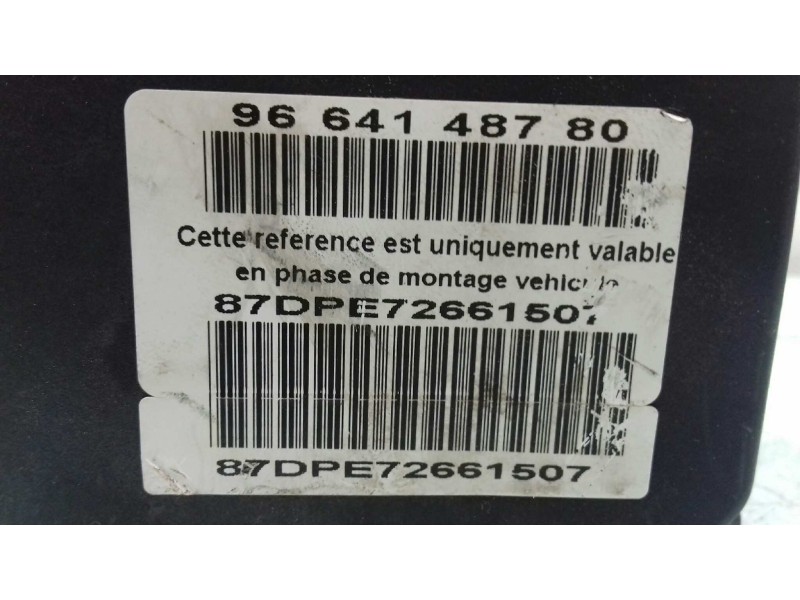 96 641 487 80
Cette reference est uniquement valable
en phase de montage vehicule
87DPE72661507
87DPE72661507